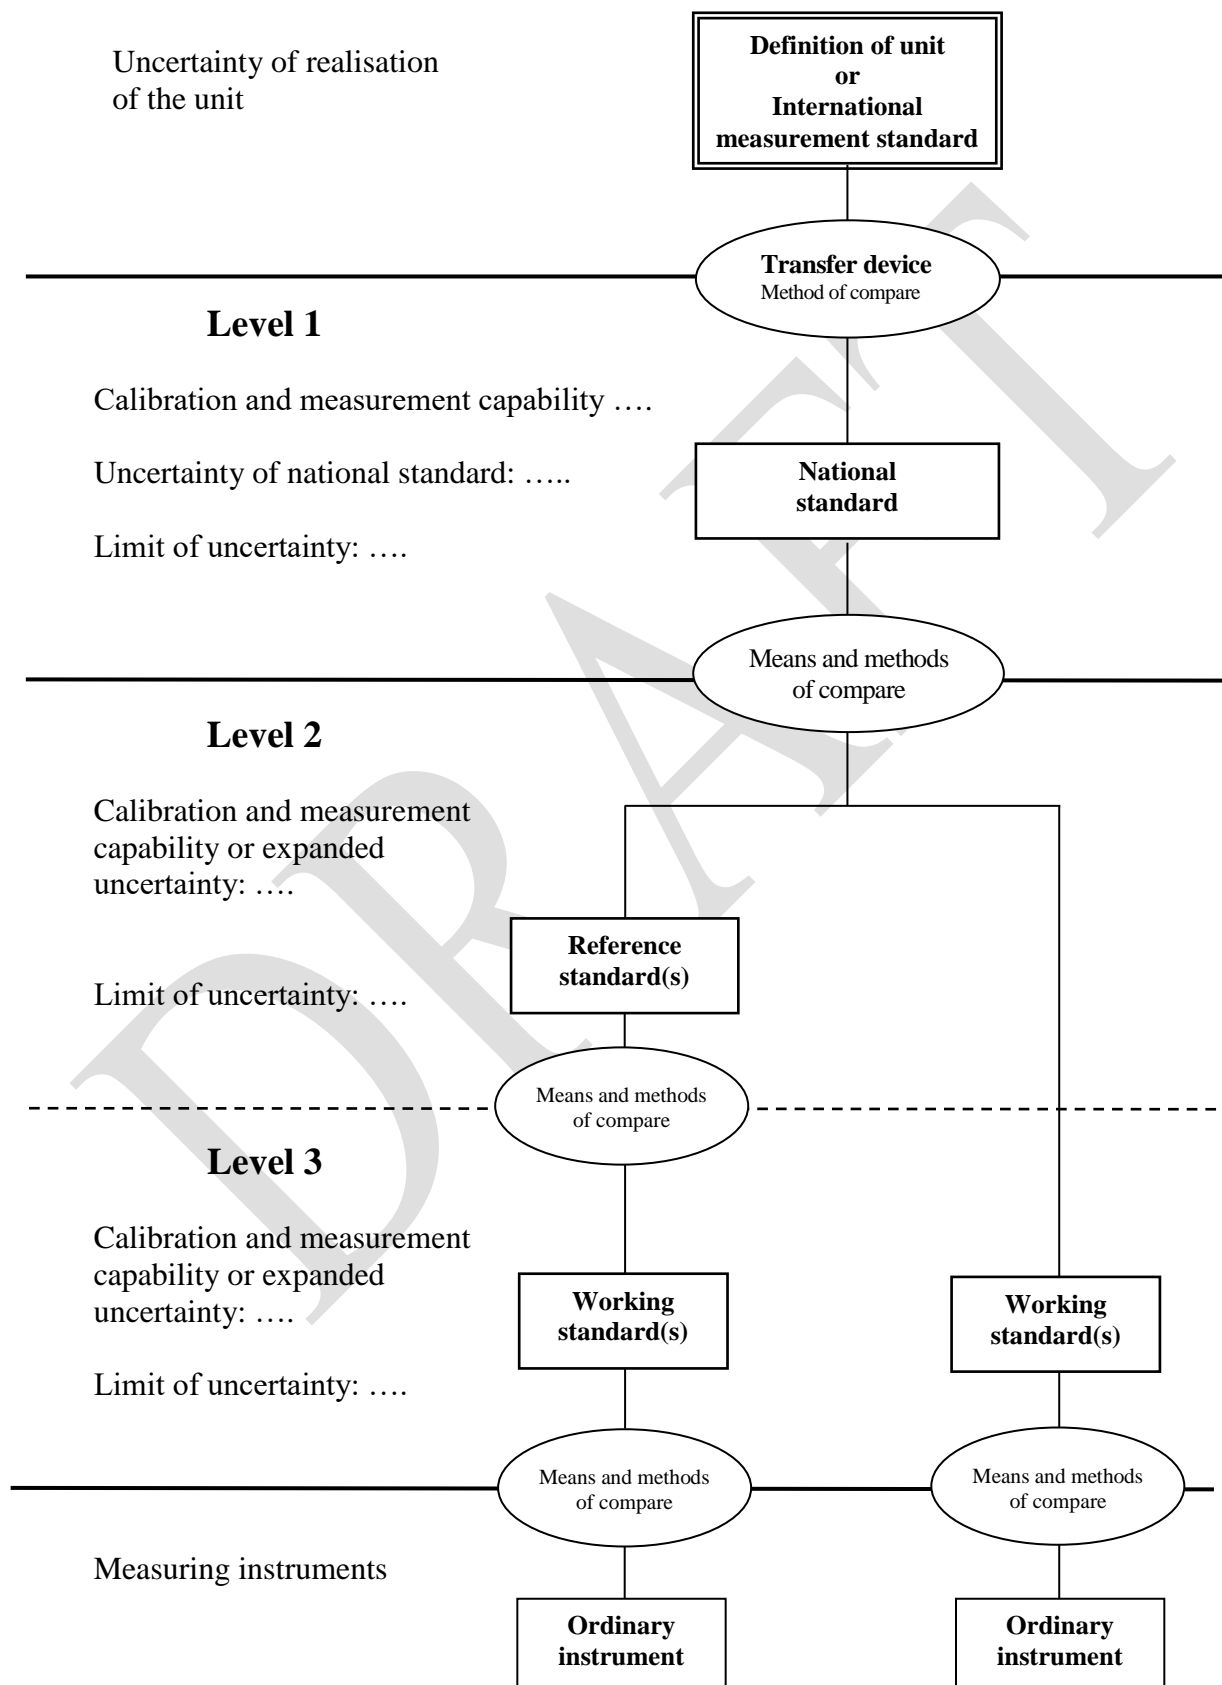 Uncertainty of realisation
of the unit
Definition of unit
or
International
measurement standard
Transfer device
Method of compare
Level 1
Calibration and measurement capability ….
Uncertainty of national standard: …..
Limit of uncertainty: ….
National
standard
Means and methods
of compare
Level 2
Calibration and measurement
capability or expanded
uncertainty: ….
Limit of uncertainty: ….
Reference
standard(s)
Means and methods
of compare
Level 3
Calibration and measurement
capability or expanded
uncertainty: ….
Limit of uncertainty: ….
Working
standard(s)
Working
standard(s)
Means and methods
of compare
Means and methods
of compare
Measuring instruments
Ordinary
instrument
Ordinary
instrument
DRAFT